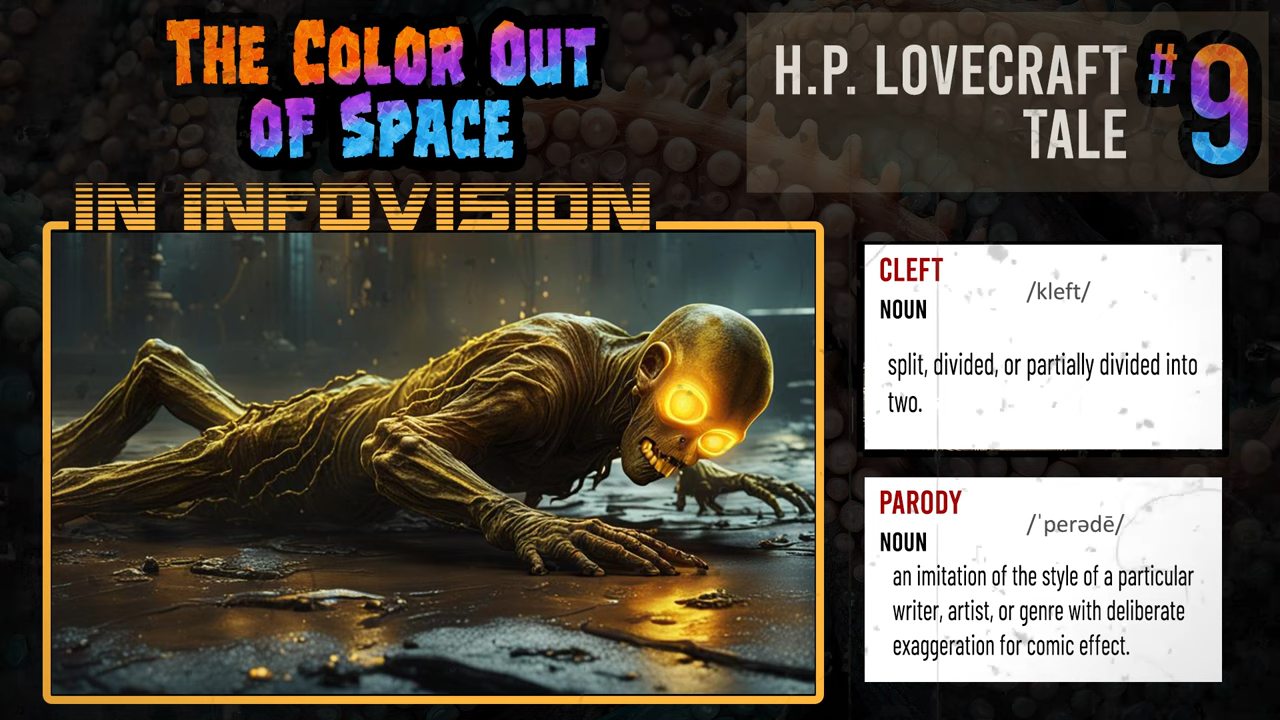 THE COLOR OUT
OF SPACE
IN INFOVISION
H.P. LOVECRAFT #9
TALE
CLEFT
/kleft/
NOUN
split, divided, or partially divided into
two.
PARODY
/ˈperədē/
NOUN
an imitation of the style of a particular
writer, artist, or genre with deliberate
exaggeration for comic effect.